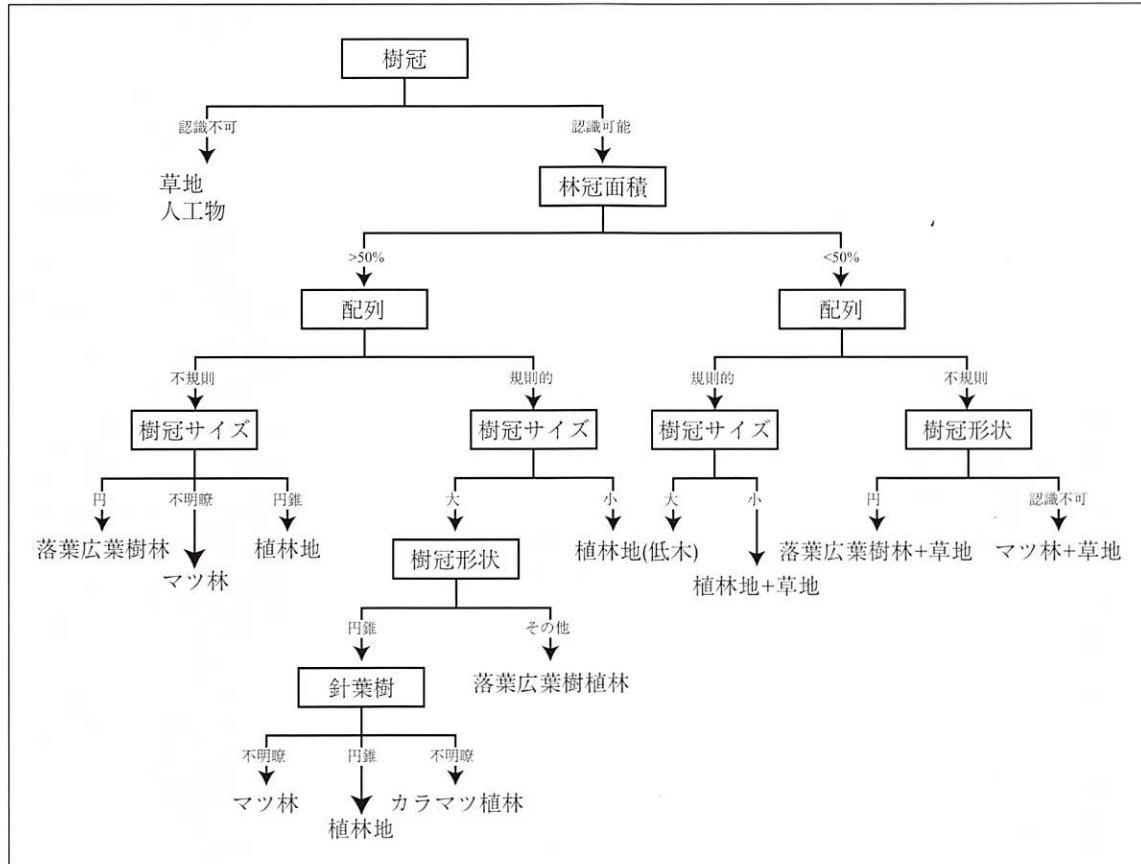 樹冠
認識不可
認識可能
草地
人工物
林冠面積
>50%
<50%
配列
配列
不規則
規則的
規則的
不規則
樹冠サイズ
樹冠サイズ
樹冠サイズ
樹冠形状
円
不明瞭
円錐
大
小
大
小
円
認識不可
落葉広葉樹林
マツ林
植林地
樹冠形状
植林地(低木)
植林地+草地
落葉広葉樹林+草地
マツ林+草地
円錐
その他
針葉樹
落葉広葉樹植林
不明瞭
円錐
不明瞭
マツ林
植林地
カラマツ植林